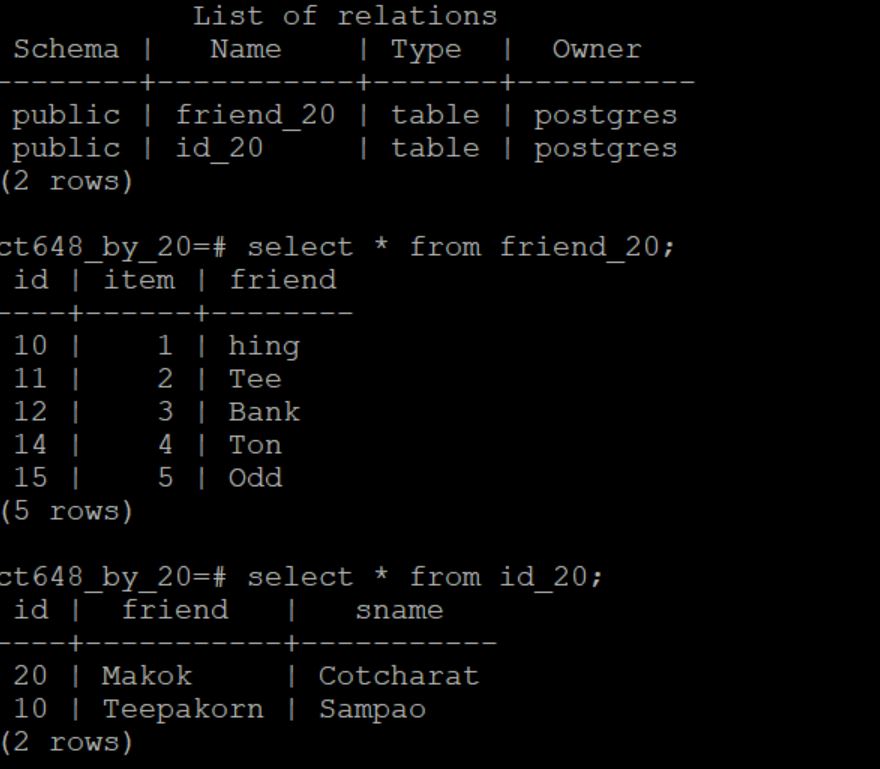 List of relations
Schema | Name | Type | Owner
--------+-----------+-------+----------
public | friend_20 | table | postgres
public | id_20 | table | postgres
(2 rows)
ct648_by_20=# select * from friend_20;
id | item | friend
----+------+--------
10 | 1 | hing
11 | 2 | Tee
12 | 3 | Bank
14 | 4 | Ton
15 | 5 | Odd
(5 rows)
ct648_by_20=# select * from id_20;
id | friend | sname
----+-----------+-----------
20 | Makok | Cotcharat
10 | Teepakorn | Sampao
(2 rows)